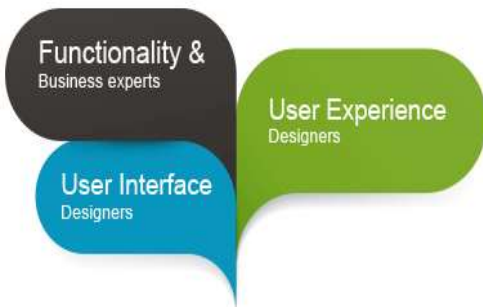 Functionality &
Business experts
User Experience
Designers
User Interface
Designers